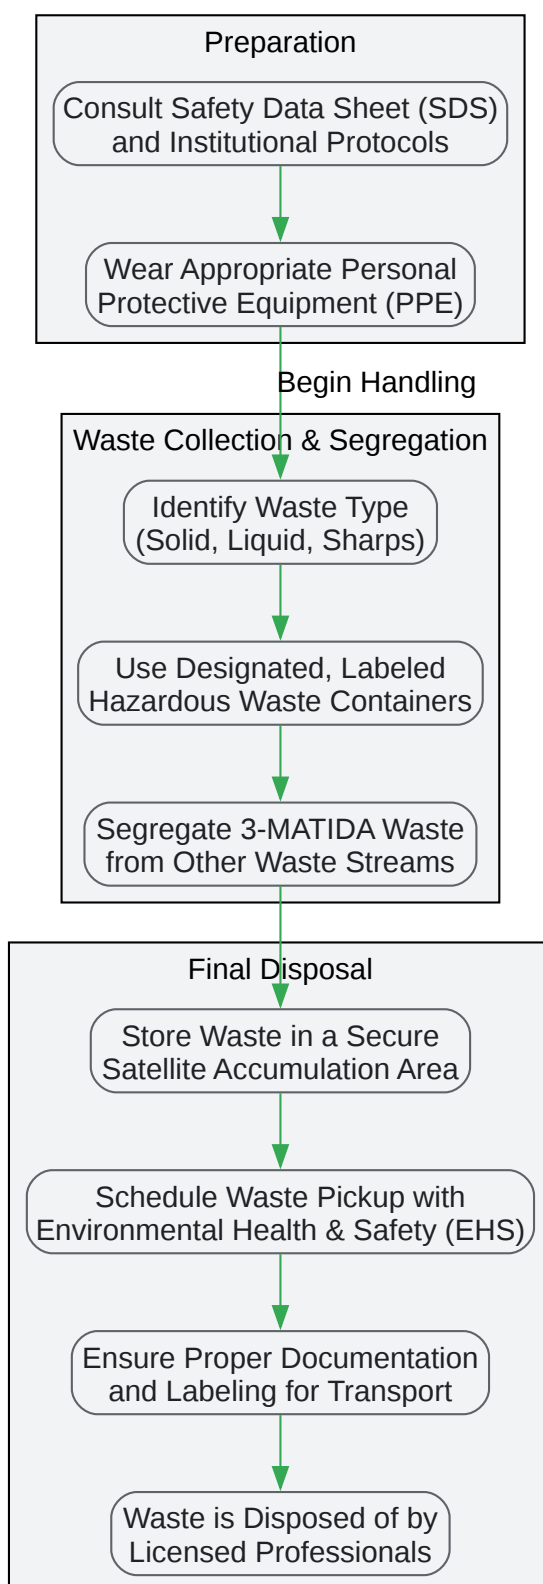 Preparation
Consult Safety Data Sheet (SDS)
and Institutional Protocols
Wear Appropriate Personal
Protective Equipment (PPE)
Begin Handling
Waste Collection & Segregation
Identify Waste Type
(Solid, Liquid, Sharps)
Use Designated, Labeled
Hazardous Waste Containers
Segregate 3-MATIDA Waste
from Other Waste Streams
Final Disposal
Store Waste in a Secure
Satellite Accumulation Area
Schedule Waste Pickup with
Environmental Health & Safety (EHS)
Ensure Proper Documentation
and Labeling for Transport
Waste is Disposed of by
Licensed Professionals